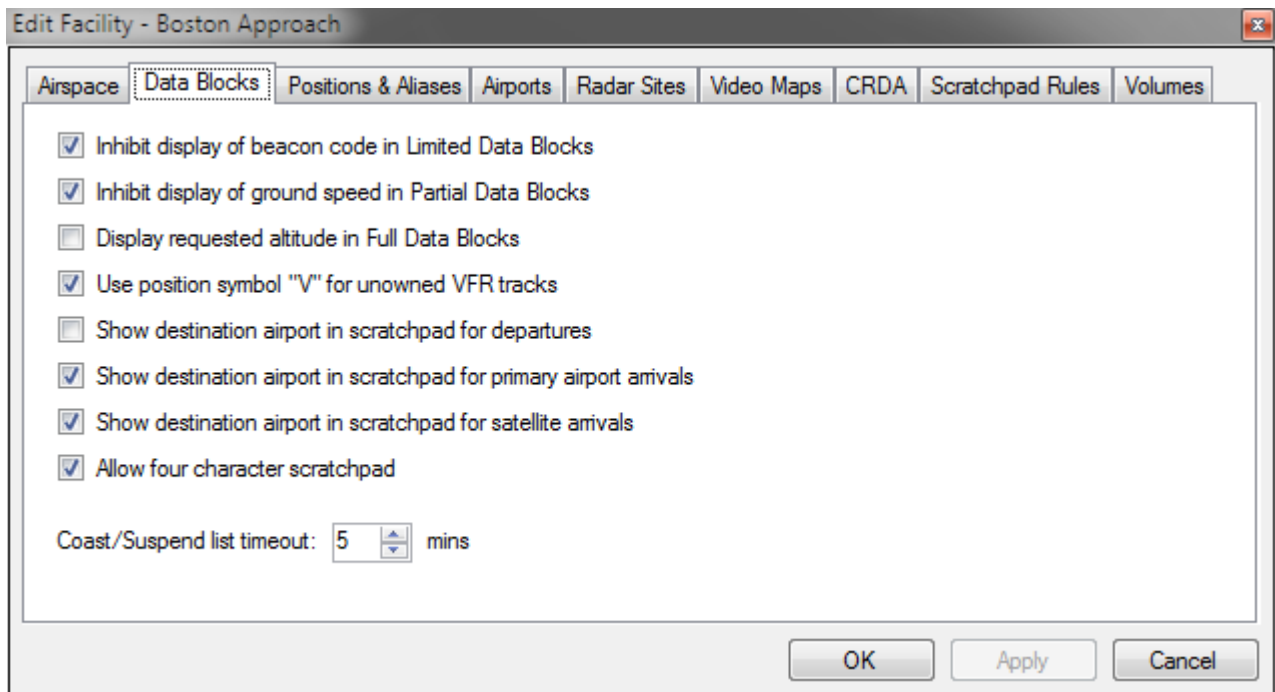 Edit Facility - Boston Approach
Airspace Data Blocks Positions & Aliases Airports Radar Sites Video Maps CRDA Scratchpad Rules Volumes
Inhibit display of beacon code in Limited Data Blocks
Inhibit display of ground speed in Partial Data Blocks
Display requested altitude in Full Data Blocks
Use position symbol "V" for unowned VFR tracks
Show destination airport in scratchpad for departures
Show destination airport in scratchpad for primary airport arrivals
Show destination airport in scratchpad for satellite arrivals
Allow four character scratchpad
Coast/Suspend list timeout: 5 mins
OK Apply Cancel